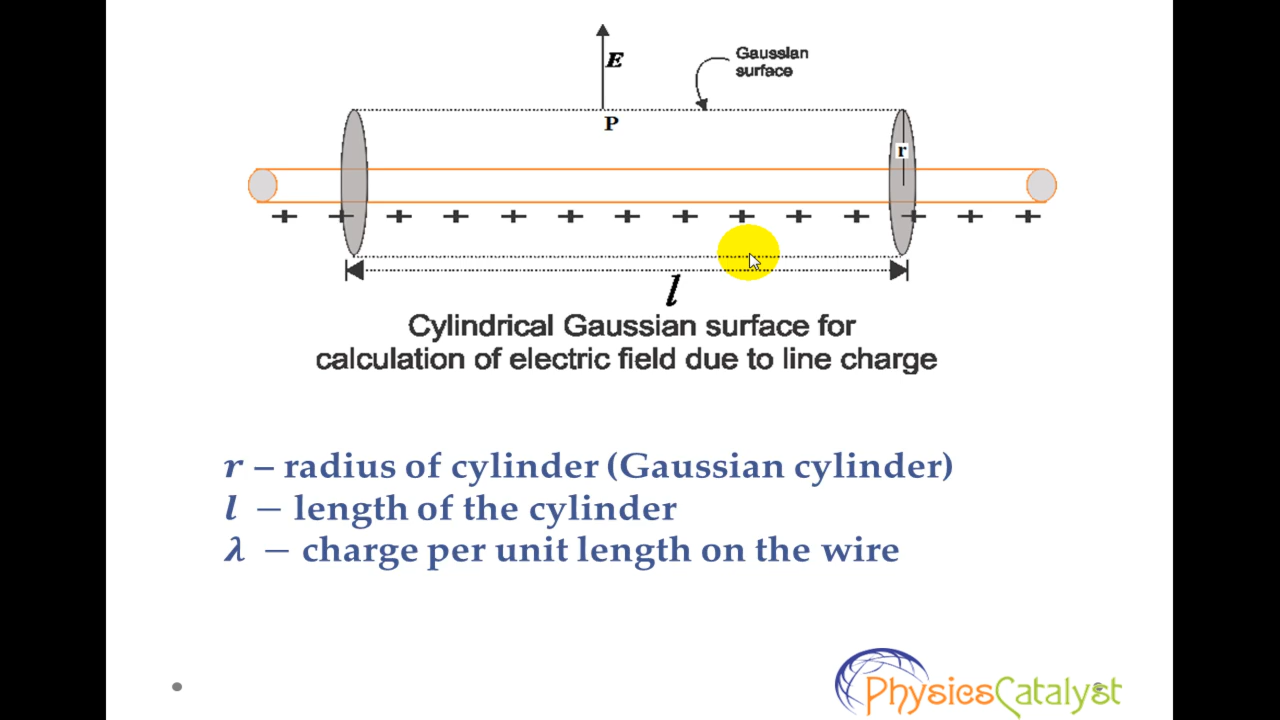 E
Gaussian
surface
P
r
l
Cylindrical Gaussian surface for
calculation of electric field due to line charge
r – radius of cylinder (Gaussian cylinder)
l – length of the cylinder
λ – charge per unit length on the wire
PhysicsCatalyst